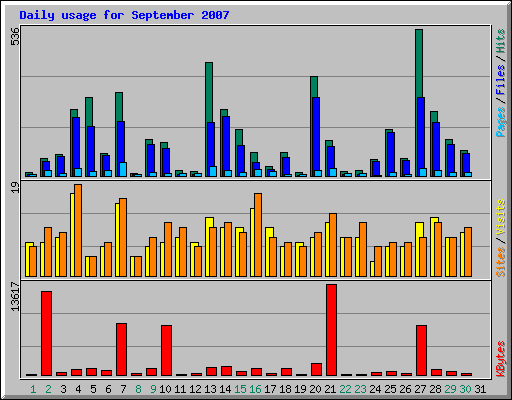 Daily usage for September 2007
536
Pages / Files / Hits
19
Sites / Visits
13617
KBytes
1 2 3 4 5 6 7 8 9 10 11 12 13 14 15 16 17 18 19 20 21 22 23 24 25 26 27 28 29 30 31